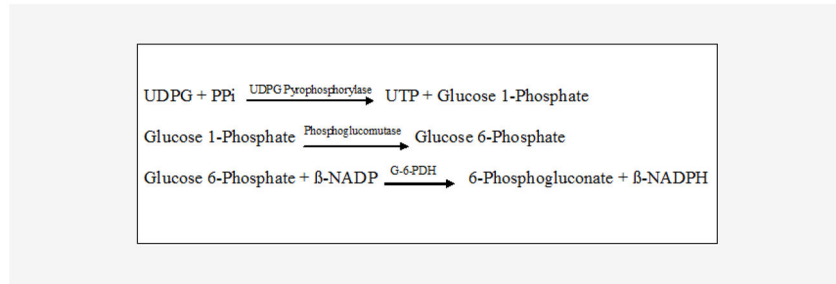 UDPG + PPi UDPG Pyrophosphorylase UTP + Glucose 1-Phosphate
Glucose 1-Phosphate Phosphoglucomutase Glucose 6-Phosphate
Glucose 6-Phosphate + ß-NADP G-6-PDH 6-Phosphogluconate + ß-NADPH